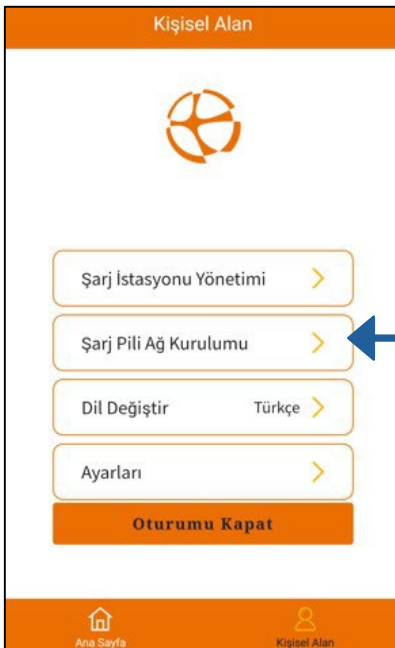 Kişisel Alan
Şarj İstasyonu Yönetimi
Şarj Pili Ağ Kurulumu
Dil Değiştir Türkçe
Ayarları
Oturumu Kapat
Ana Sayfa Kişisel Alan